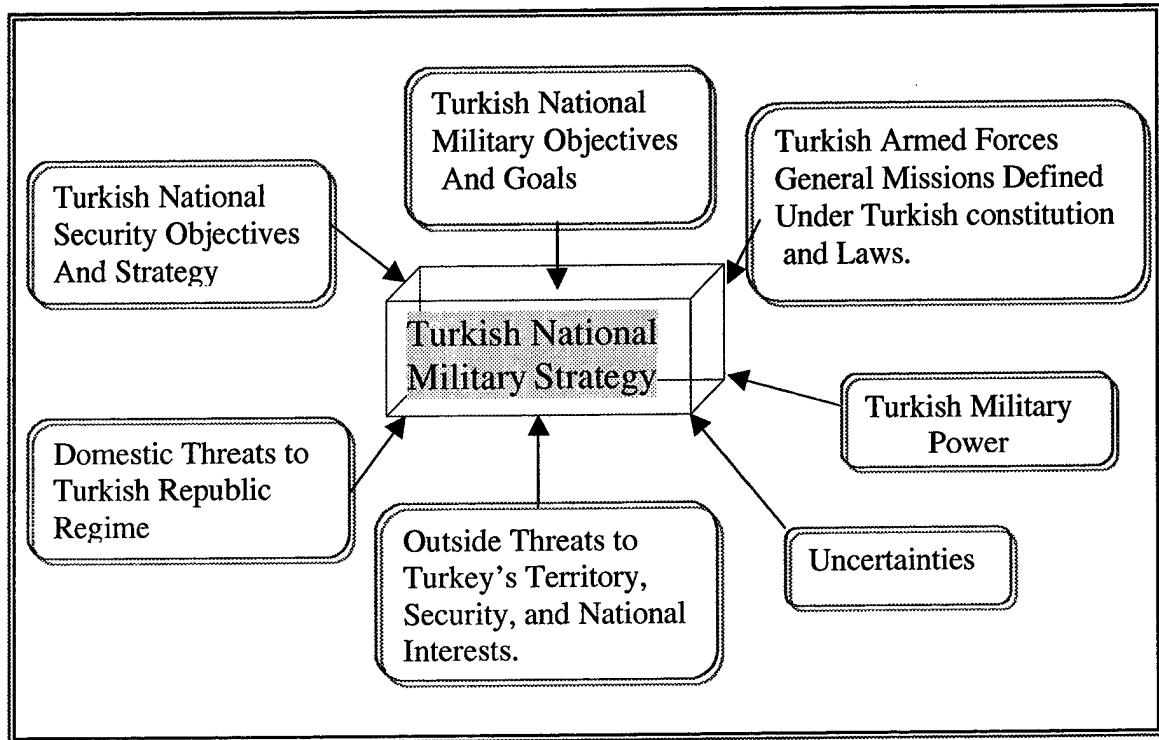 Turkish National
Military Objectives
And Goals
Turkish Armed Forces
General Missions Defined
Under Turkish constitution
and Laws.
Turkish National
Security Objectives
And Strategy
Turkish National
Military Strategy
Turkish Military
Power
Domestic Threats to
Turkish Republic
Regime
Outside Threats to
Turkey's Territory,
Security, and National
Interests.
Uncertainties